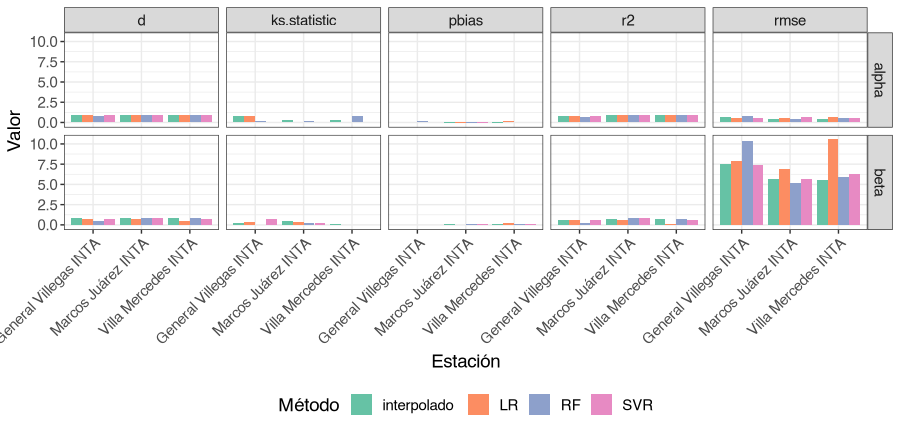 d
ks.statistic
pbias
r2
rmse
Valor
10.0
7.5
5.0
2.5
0.0
alpha
10.0
7.5
5.0
2.5
0.0
beta
General Villegas INTA
Marcos Juárez INTA
Villa Mercedes INTA
General Villegas INTA
Marcos Juárez INTA
Villa Mercedes INTA
General Villegas INTA
Marcos Juárez INTA
Villa Mercedes INTA
General Villegas INTA
Marcos Juárez INTA
Villa Mercedes INTA
General Villegas INTA
Marcos Juárez INTA
Villa Mercedes INTA
Estación
Método interpolado LR RF SVR